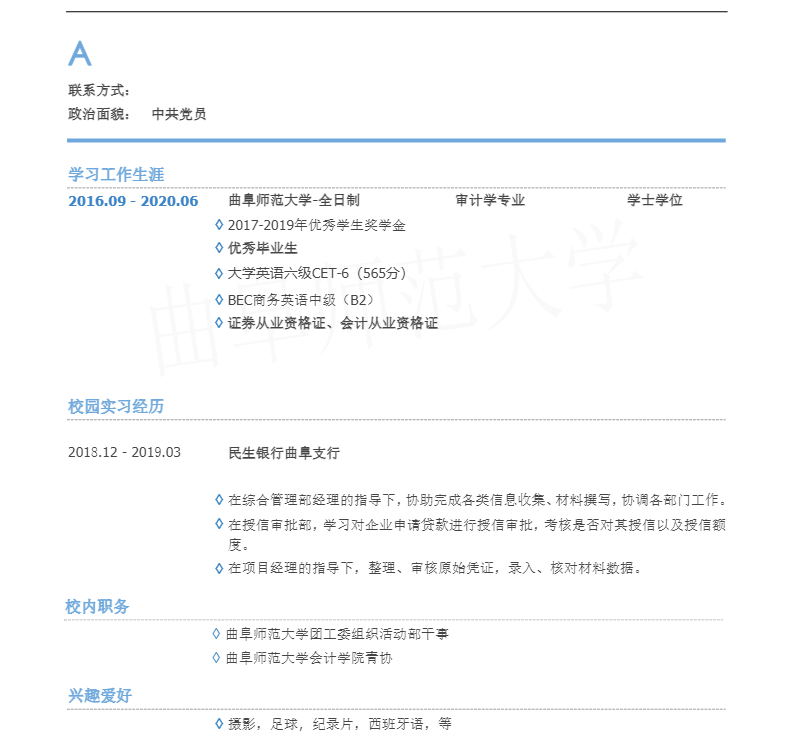 A
联系方式：
政治面貌： 中共党员
学习工作生涯
2016.09 - 2020.06 曲阜师范大学-全日制 审计学专业 学士学位
◊ 2017-2019年优秀学生奖学金
◊ 优秀毕业生
◊ 大学英语六级CET-6（565分）
◊ BEC商务英语中级（B2）
◊ 证券从业资格证、会计从业资格证
曲阜师范大学
校园实习经历
2018.12 - 2019.03 民生银行曲阜支行
◊ 在综合管理部经理的指导下，协助完成各类信息收集、材料撰写，协调各部门工作。
◊ 在授信审批部，学习对企业申请贷款进行授信审批，考核是否对其授信以及授信额
度。
◊ 在项目经理的指导下，整理、审核原始凭证，录入、核对材料数据。
校内职务
◊ 曲阜师范大学团工委组织活动部干事
◊ 曲阜师范大学会计学院青协
兴趣爱好
◊ 摄影，足球，纪录片，西班牙语，等